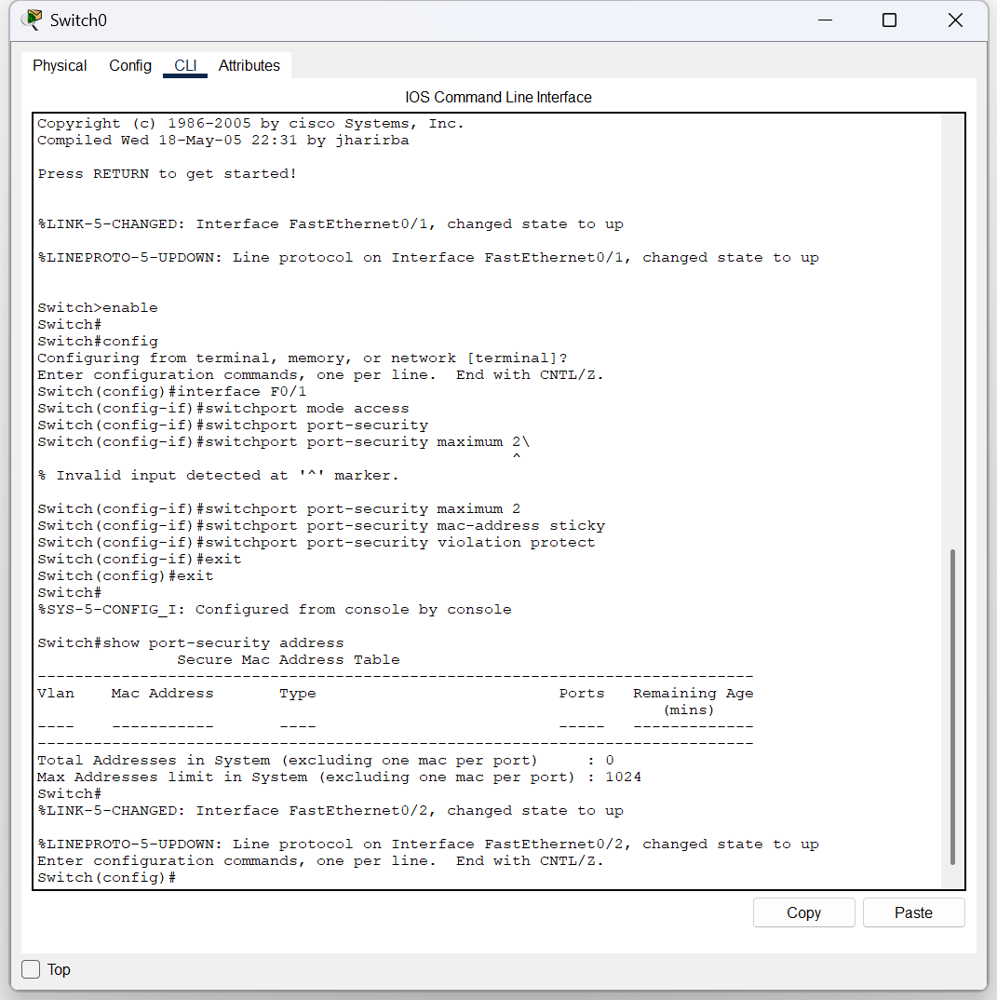 Switch0
Physical Config CLI Attributes
IOS Command Line Interface
Copyright (c) 1986-2005 by cisco Systems, Inc.
Compiled Wed 18-May-05 22:31 by jharirba
Press RETURN to get started!
%LINK-5-CHANGED: Interface FastEthernet0/1, changed state to up
%LINEPROTO-5-UPDOWN: Line protocol on Interface FastEthernet0/1, changed state to up
Switch>enable
Switch#
Switch#config
Configuring from terminal, memory, or network [terminal]?
Enter configuration commands, one per line.  End with CNTL/Z.
Switch(config)#interface F0/1
Switch(config-if)#switchport mode access
Switch(config-if)#switchport port-security
Switch(config-if)#switchport port-security maximum 2\
^
% Invalid input detected at '^' marker.
Switch(config-if)#switchport port-security maximum 2
Switch(config-if)#switchport port-security mac-address sticky
Switch(config-if)#switchport port-security violation protect
Switch(config-if)#exit
Switch(config)#exit
Switch#
%SYS-5-CONFIG_I: Configured from console by console
Switch#show port-security address
Secure Mac Address Table
-----------------------------------------------------------------------------
Vlan    Mac Address       Type                          Ports   Remaining Age
(mins)
----    -----------       ----                          -----   -------------
-----------------------------------------------------------------------------
Total Addresses in System (excluding one mac per port)     : 0
Max Addresses limit in System (excluding one mac per port) : 1024
Switch#
%LINK-5-CHANGED: Interface FastEthernet0/2, changed state to up
%LINEPROTO-5-UPDOWN: Line protocol on Interface FastEthernet0/2, changed state to up
Enter configuration commands, one per line.  End with CNTL/Z.
Switch(config)#
Copy Paste
Top